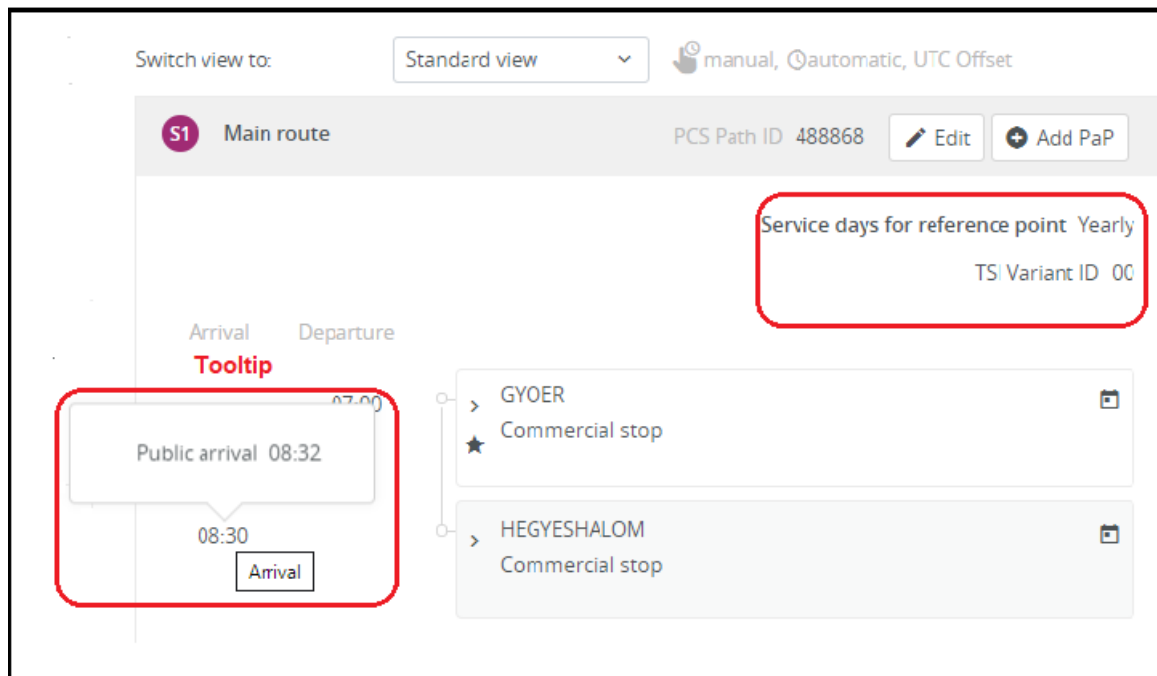 Switch view to: Standard view manual, automatic, UTC Offset
S1 Main route PCS Path ID 488868 Edit Add PaP
Service days for reference point Yearly
TSI Variant ID 00
Arrival Departure
Tooltip
07:00 GYOER
Commercial stop
Public arrival 08:32
08:30 HEGYESHALOM
Arrival Commercial stop